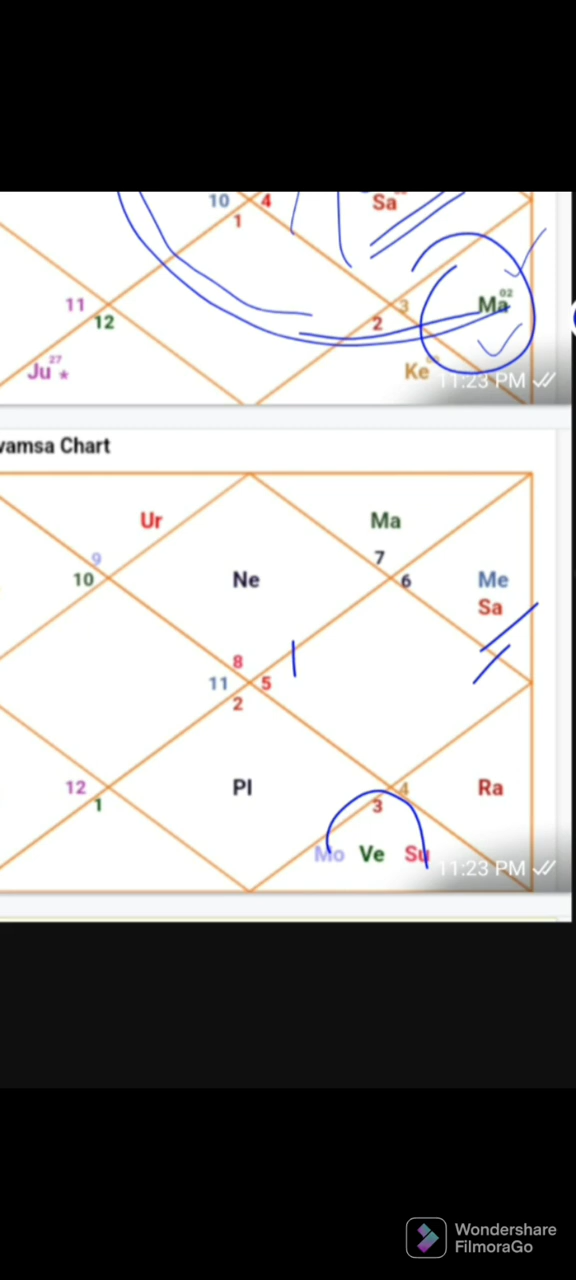 10 4 Sa
1
11 3 Ma 02
12 2
Ju 27 * Ke 11:23 PM
vamsa Chart
Ur Ma
9 7
10 Ne 6 Me
Sa
8
11 5
2
12 Pl 4 Ra
1 3
Mo Ve Su 11:23 PM
Wondershare
FilmoraGo